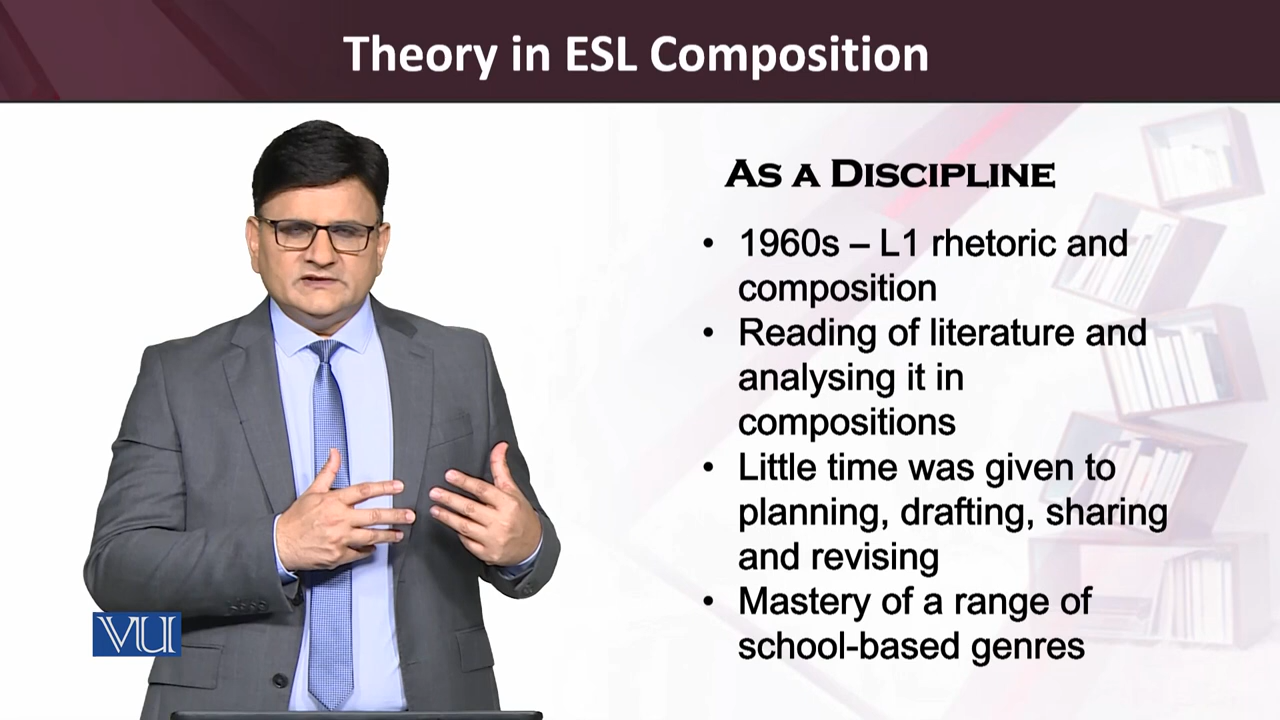 Theory in ESL Composition
AS A DISCIPLINE
• 1960s – L1 rhetoric and
composition
• Reading of literature and
analysing it in
compositions
• Little time was given to
planning, drafting, sharing
and revising
• Mastery of a range of
school-based genres
VU